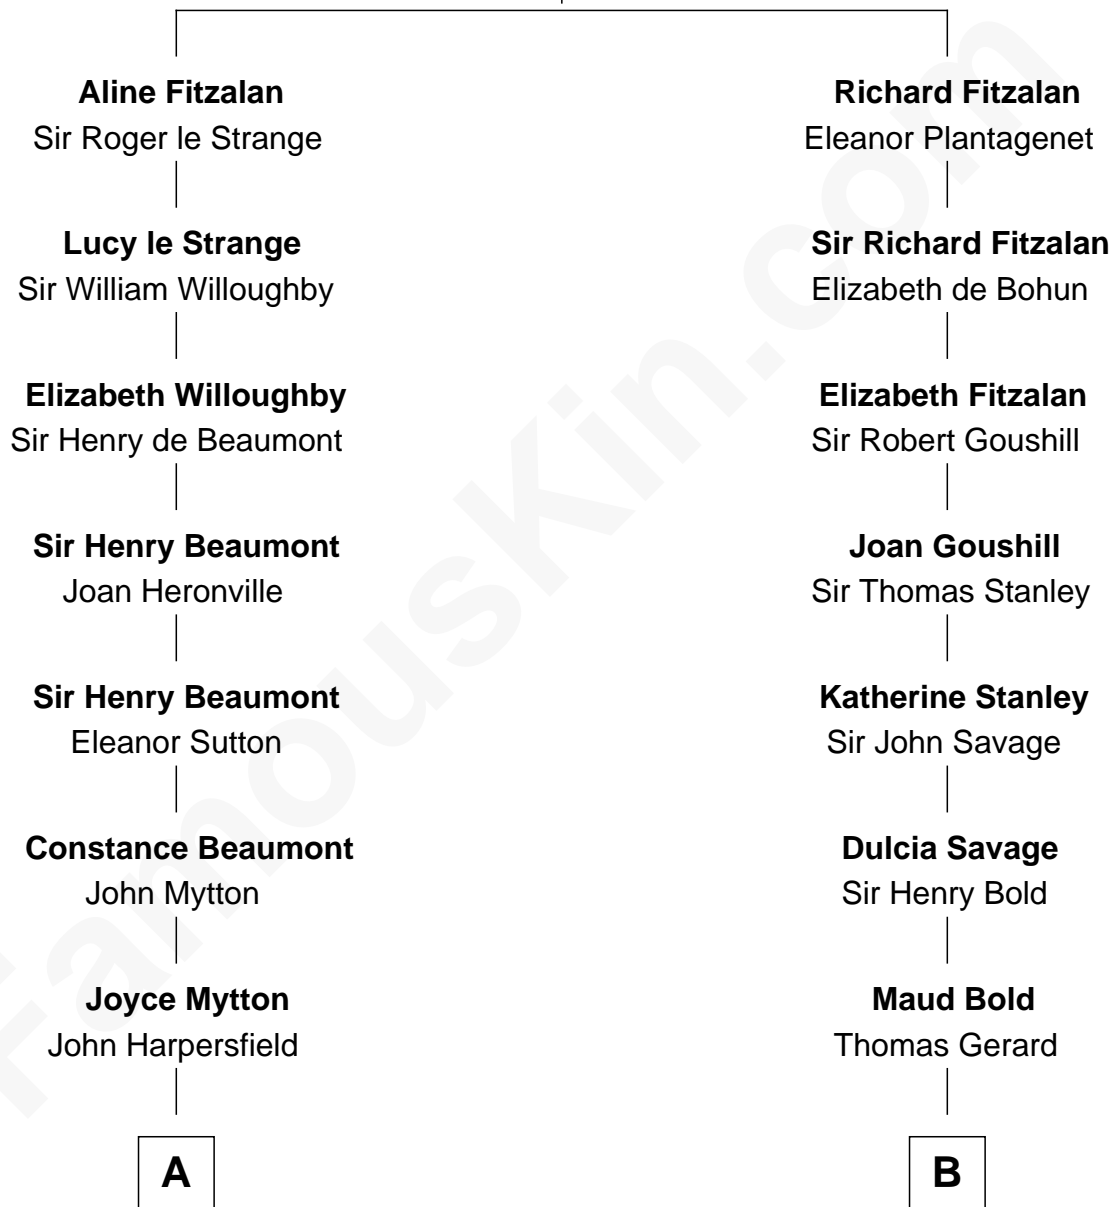 Aline Fitzalan
Sir Roger le Strange
Richard Fitzalan
Eleanor Plantagenet
Lucy le Strange
Sir William Willoughby
Sir Richard Fitzalan
Elizabeth de Bohun
Elizabeth Willoughby
Sir Henry de Beaumont
Elizabeth Fitzalan
Sir Robert Goushill
Sir Henry Beaumont
Joan Heronville
Joan Goushill
Sir Thomas Stanley
Sir Henry Beaumont
Eleanor Sutton
Katherine Stanley
Sir John Savage
Constance Beaumont
John Mytton
Dulcia Savage
Sir Henry Bold
Joyce Mytton
John Harpersfield
Maud Bold
Thomas Gerard
A
B
FamousKin.com